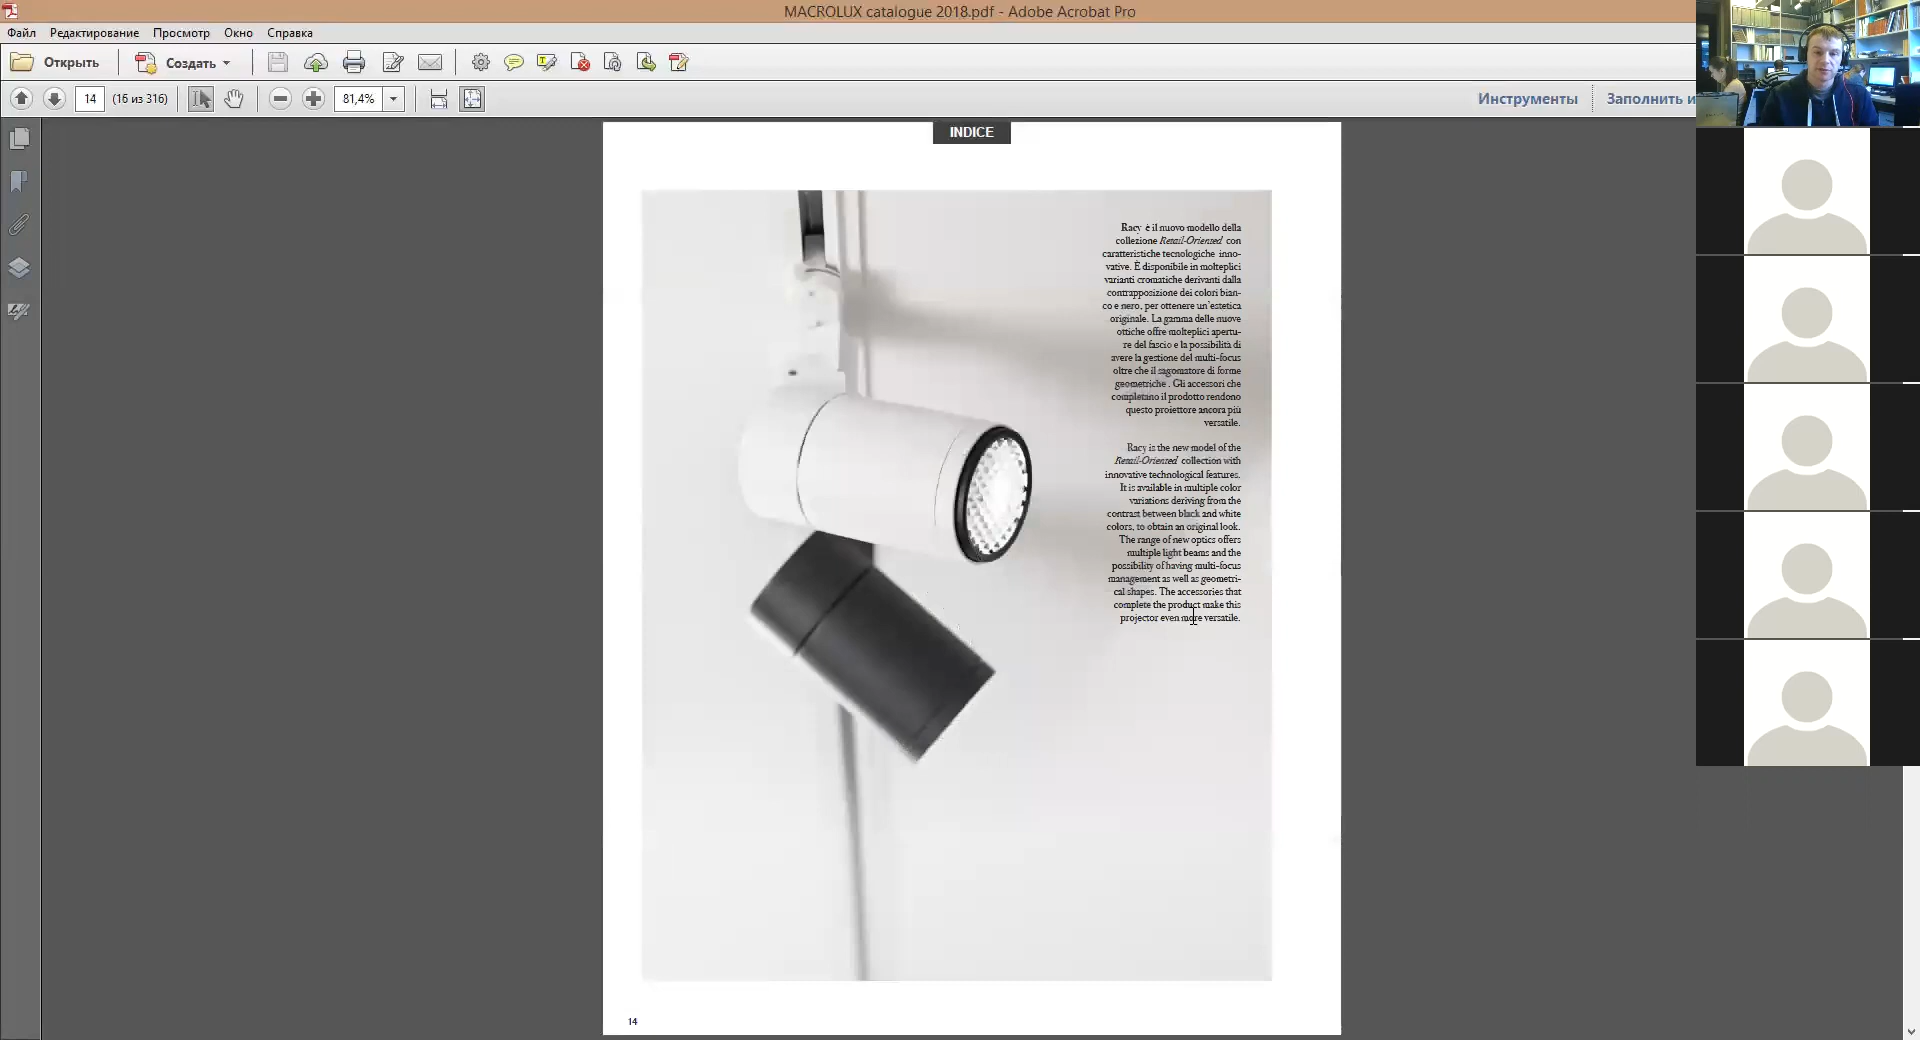 MACROLUX catalogue 2018.pdf - Adobe Acrobat Pro
Файл Редактирование Просмотр Окно Справка
Открыть Создать
14 (16 из 316) 81,4% Инструменты Заполнить и
INDICE
Racy è il nuovo modello della
collezione Retail-Oriented con
caratteristiche tecnologiche inno-
vative. È disponibile in molteplici
varianti cromatiche derivanti dalla
contrapposizione dei colori bian-
co e nero, per ottenere un'estetica
originale. La gamma delle nuove
ottiche offre molteplici apertu-
re del fascio e la possibilità di
avere la gestione del multi-focus
oltre che il sagomatore di forme
geometriche . Gli accessori che
completano il prodotto rendono
questo proiettore ancora più
versatile.
Racy is the new model of the
Retail-Oriented collection with
innovative technological features.
It is available in multiple color
variations deriving from the
contrast between black and white
colors, to obtain an original look.
The range of new optics offers
multiple light beams and the
possibility of having multi-focus
management as well as geometri-
cal shapes. The accessories that
complete the product make this
projector even more versatile.
14